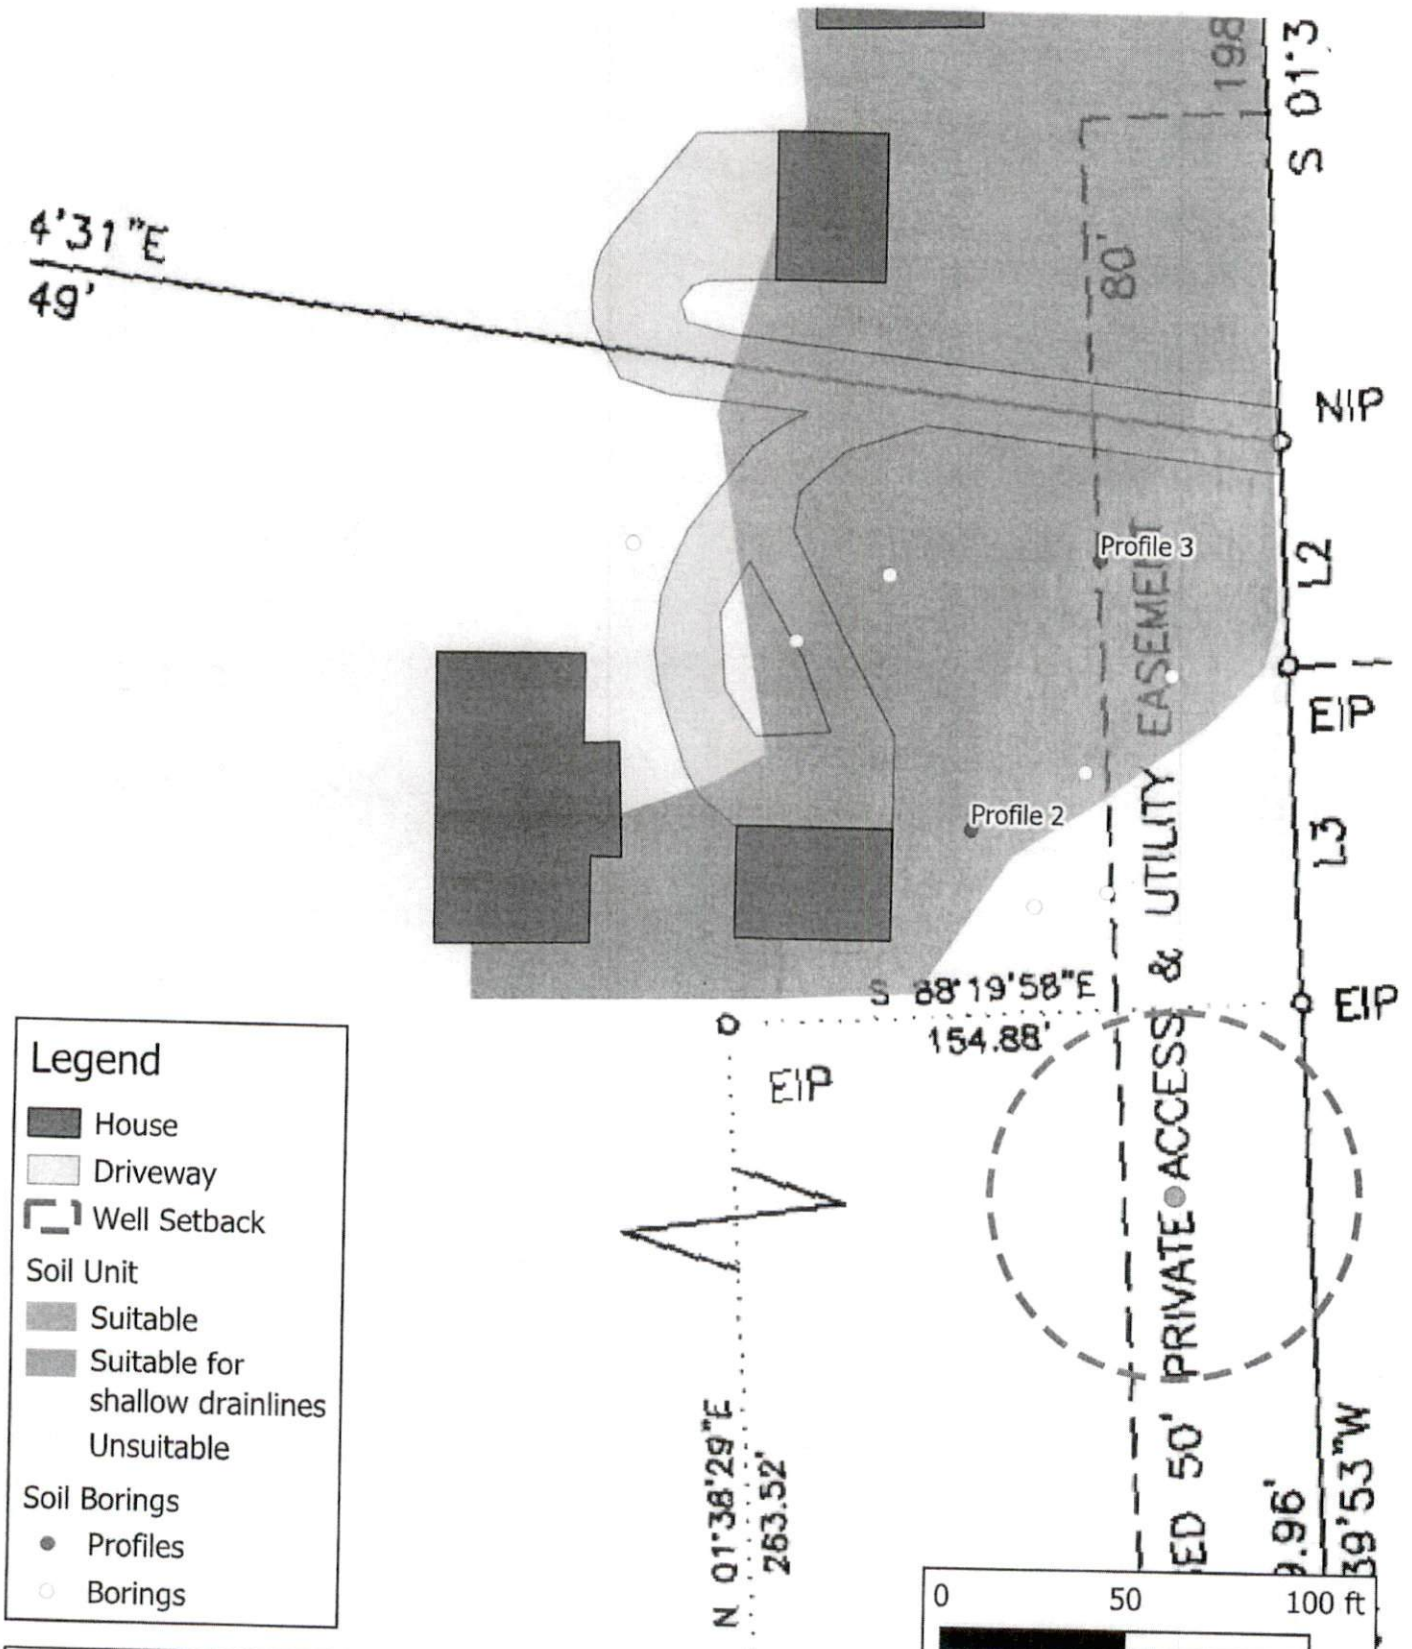 198
S 01°3
4'31"E
49'
80'
NIP
Profile 3
L2
EIP
Profile 2
L3
S 88°19'58"E
154.88'
EIP
EIP
ED 50' PRIVATE ACCESS & UTILITY EASEMENT
N 01°38'29"E
263.52'
9.96'
39'53"W
Legend
House
Driveway
Well Setback
Soil Unit
Suitable
Suitable for
shallow drainlines
Unsuitable
Soil Borings
Profiles
Borings
0 50 100 ft